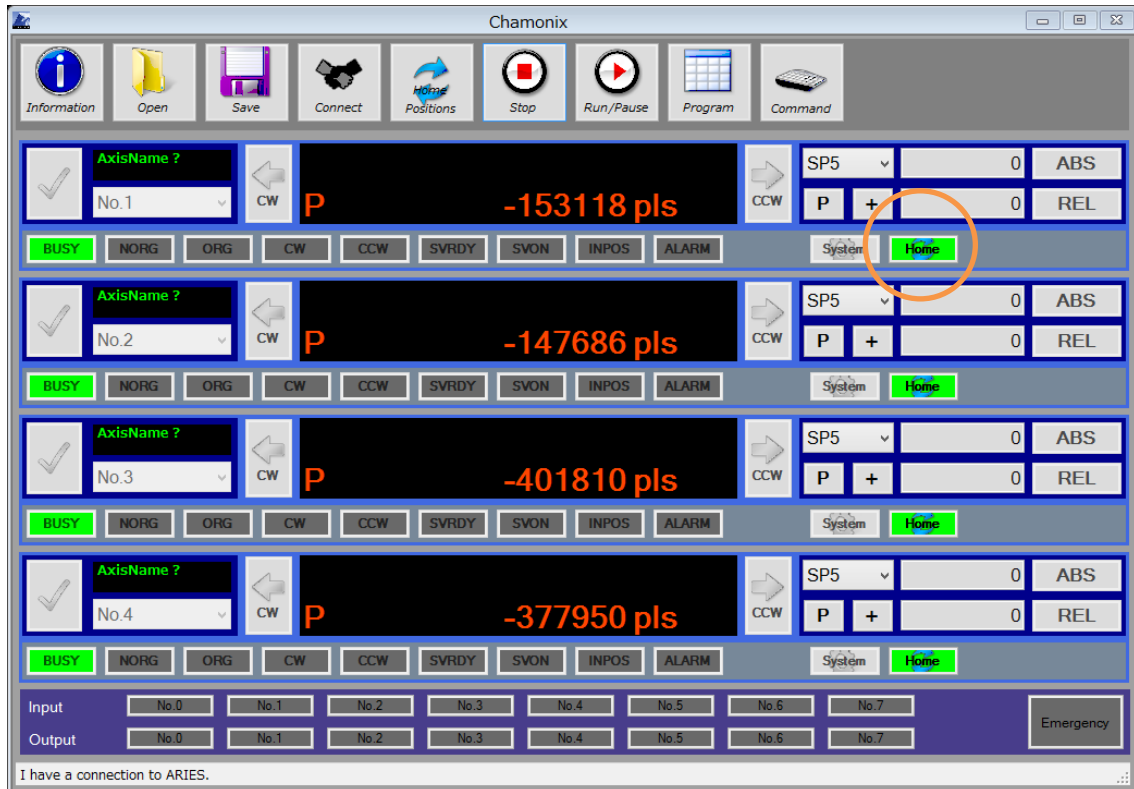 Chamonix
Information Open Save Connect Home Positions Stop Run/Pause Program Command
AxisName ?
SP5 0 ABS
No.1 CW P -153118 pls CCW P + 0 REL
BUSY NORG ORG CW CCW SVRDY SVON INPOS ALARM System Home
AxisName ?
SP5 0 ABS
No.2 CW P -147686 pls CCW P + 0 REL
BUSY NORG ORG CW CCW SVRDY SVON INPOS ALARM System Home
AxisName ?
SP5 0 ABS
No.3 CW P -401810 pls CCW P + 0 REL
BUSY NORG ORG CW CCW SVRDY SVON INPOS ALARM System Home
AxisName ?
SP5 0 ABS
No.4 CW P -377950 pls CCW P + 0 REL
BUSY NORG ORG CW CCW SVRDY SVON INPOS ALARM System Home
Input No.0 No.1 No.2 No.3 No.4 No.5 No.6 No.7
Emergency
Output No.0 No.1 No.2 No.3 No.4 No.5 No.6 No.7
I have a connection to ARIES.